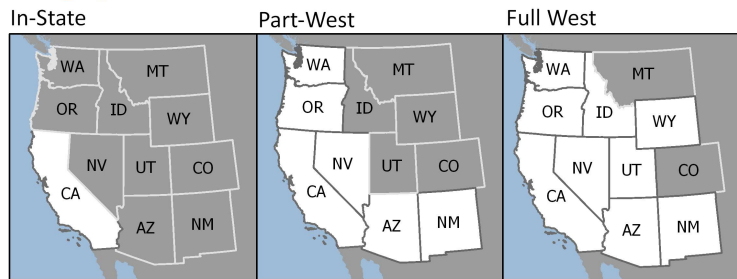 In-State
WA
MT
OR
ID
WY
NV
UT
CO
CA
AZ
NM
Part-West
WA
MT
OR
ID
WY
NV
UT
CO
CA
AZ
NM
Full West
WA
MT
OR
ID
WY
NV
UT
CO
CA
AZ
NM